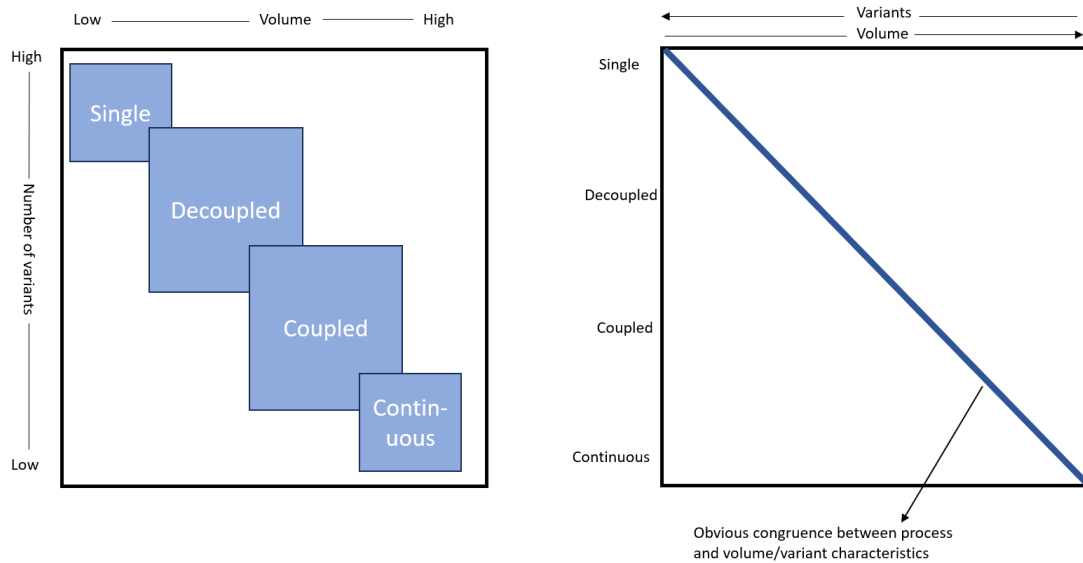 Low Volume High
High
Number of variants
Low
Single
Decoupled
Coupled
Contin-
uous
Variants
Volume
Single
Decoupled
Coupled
Continuous
Obvious congruence between process
and volume/variant characteristics